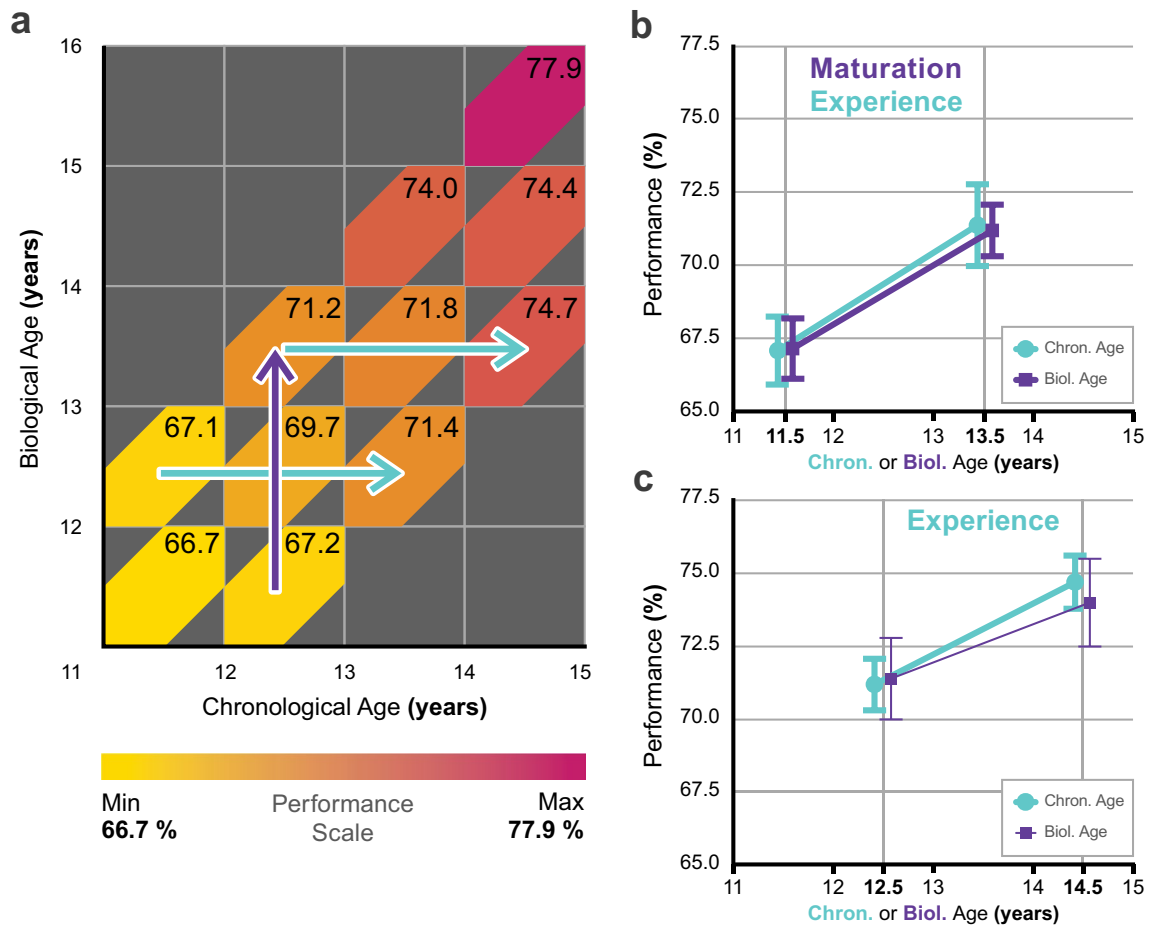 a
16
15
14
13
12
11
Biological Age (years)
77.9
74.0 74.4
71.2 71.8 74.7
67.1 69.7 71.4
66.7 67.2
12 13 14 15
Chronological Age (years)
Min
66.7 %
Performance
Scale
Max
77.9 %
b
77.5
75.0
72.5
70.0
67.5
65.0
Performance (%)
Maturation
Experience
Chron. Age
Biol. Age
11 11.5 12 13 13.5 14 15
Chron. or Biol. Age (years)
c
77.5
75.0
72.5
70.0
67.5
65.0
Performance (%)
Experience
Chron. Age
Biol. Age
11 12 12.5 13 14 14.5 15
Chron. or Biol. Age (years)